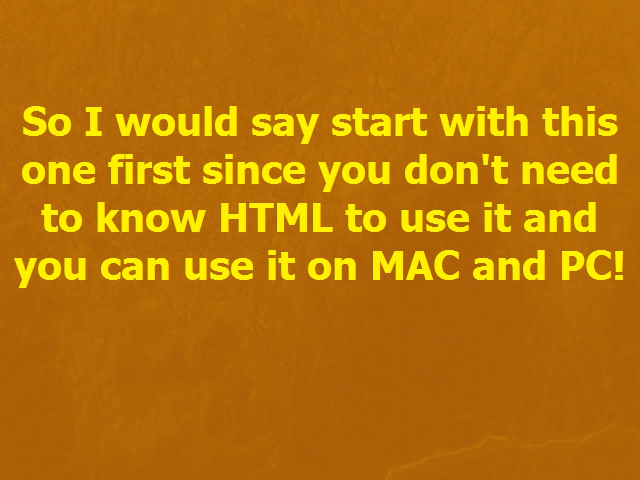 So I would say start with this
one first since you don't need
to know HTML to use it and
you can use it on MAC and PC!